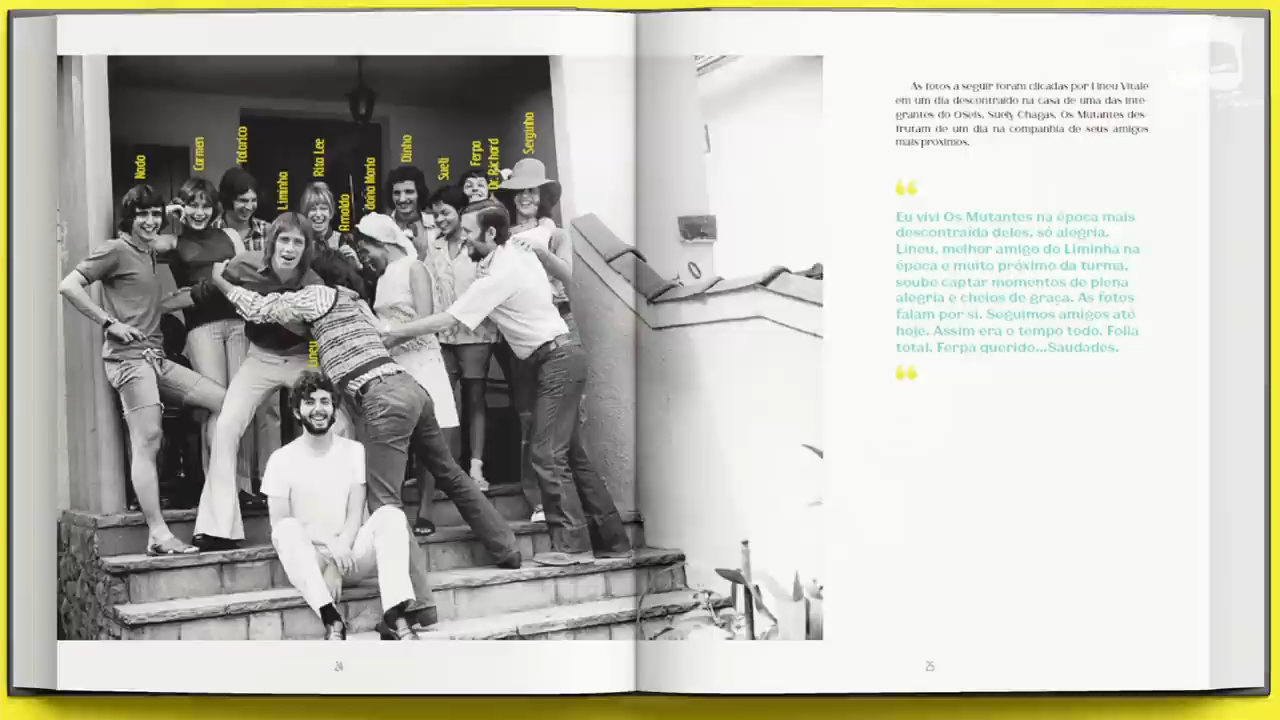 Nado
Carmen
Tobarico
Liminha
Rita Lee
Arnaldo
Maria
Dinho
Sueli
Ferpa
Dr. Richard
Serginho
Lineu
24
As fotos a seguir foram clicadas por Lineu Vitale
em um dia descontraído na casa de uma das inte-
grantes do OSeis, Suely Chagas. Os Mutantes des-
frutam de um dia na companhia de seus amigos
mais próximos.
“
Eu vivi Os Mutantes na época mais
descontraída deles, só alegria.
Lineu, melhor amigo do Liminha na
época e muito próximo da turma,
soube captar momentos de plena
alegria e cheios de graça. As fotos
falam por si. Seguimos amigos até
hoje. Assim era o tempo todo. Folia
total. Ferpa querido...Saudades.
“
25